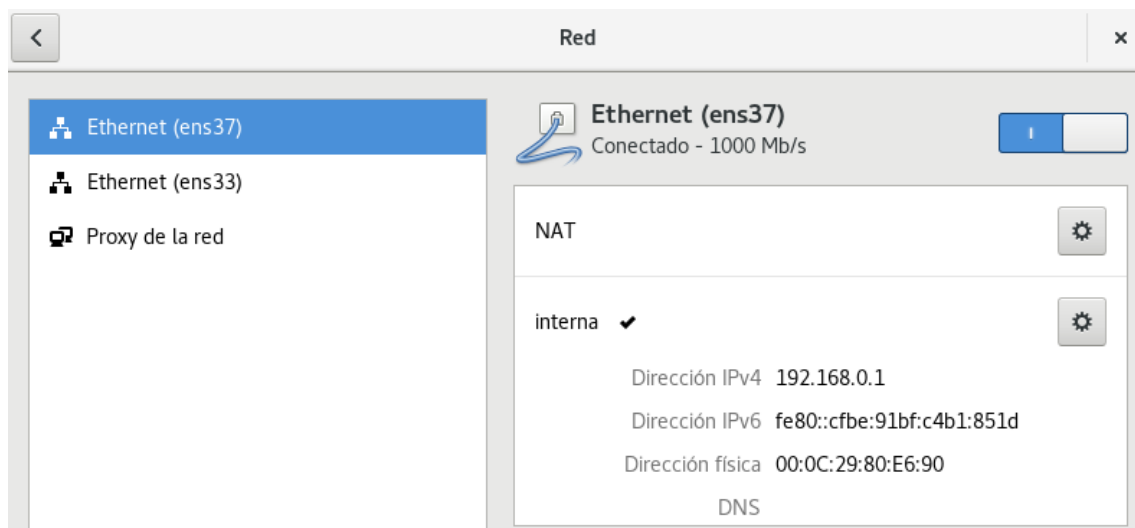 Red
Ethernet (ens37)
Ethernet (ens33)
Proxy de la red
Ethernet (ens37)
Conectado - 1000 Mb/s
NAT
interna
Dirección IPv4 192.168.0.1
Dirección IPv6 fe80::cfbe:91bf:c4b1:851d
Dirección física 00:0C:29:80:E6:90
DNS